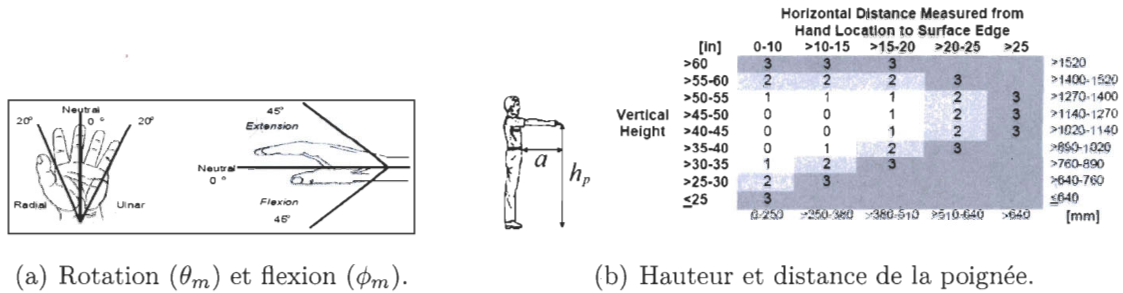 Horizontal Distance Measured from
Hand Location to Surface Edge
[in] 0-10 >10-15 >15-20 >20-25 >25
>60 3 3 3 >1520
>55-60 2 2 2 3 >1400-1520
>50-55 1 1 1 2 3 >1270-1400
>45-50 0 0 1 2 3 >1140-1270
>40-45 0 0 1 2 3 >1020-1140
>35-40 0 1 2 3 >890-1020
>30-35 1 2 3 >760-890
>25-30 2 3 >640-760
≤25 3 ≤640
0-250 >250-380 >380-510 >510-640 >640 [mm]
Vertical
Height
Neutral
20° 0° 20°
Radial Ulnar
45°
Extension
Neutral
0°
Flexion
45°
a
hₚ
(a) Rotation (θₘ) et flexion (ϕₘ).
(b) Hauteur et distance de la poignée.